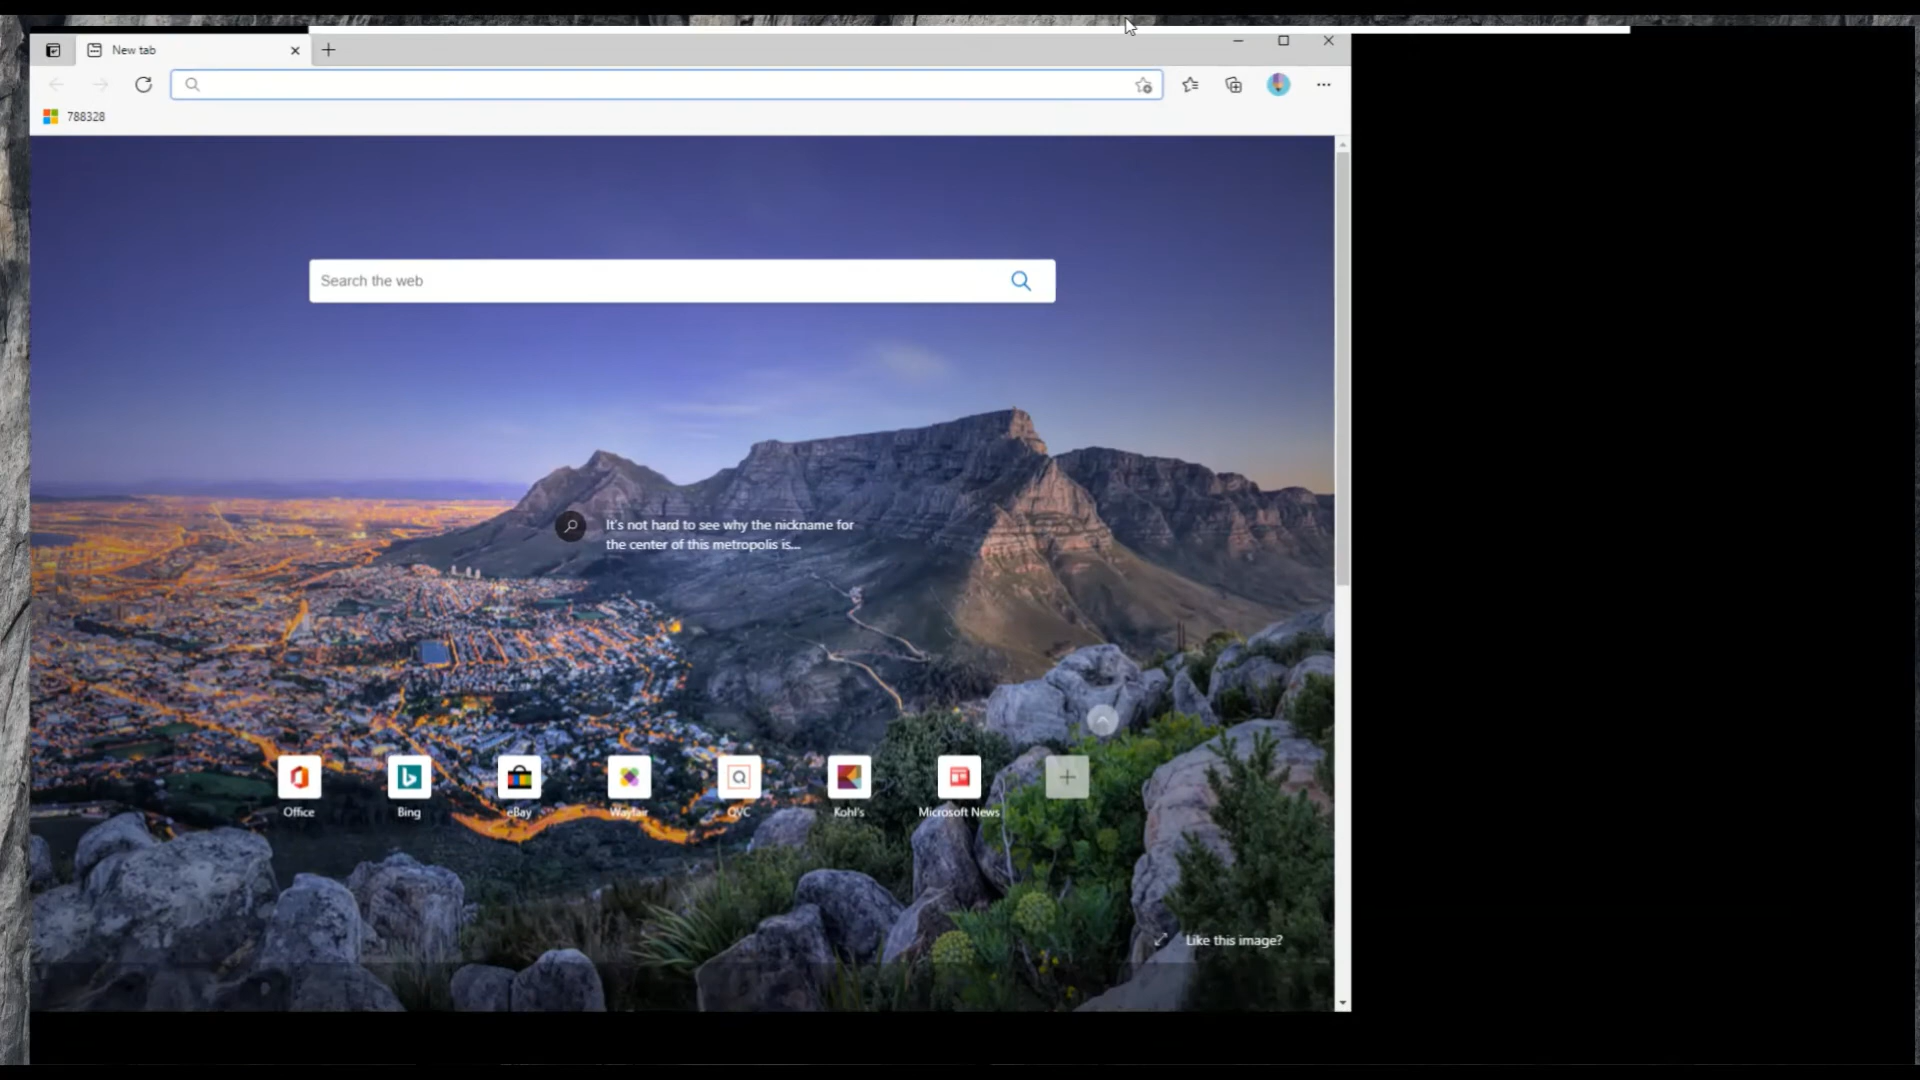 New tab
788328
Search the web
It's not hard to see why the nickname for
the center of this metropolis is...
Office
Bing
eBay
Wayfair
QVC
Kohl's
Microsoft News
Like this image?